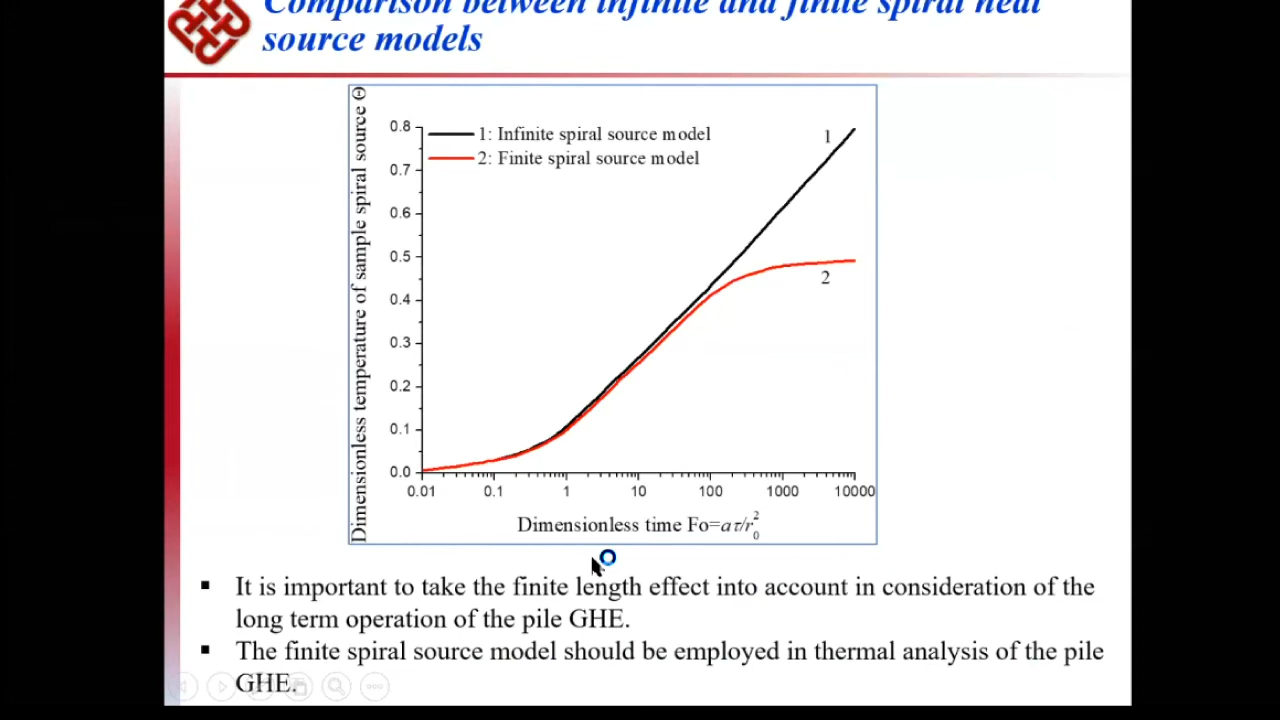 Comparison between infinite and finite spiral heat
source models
Dimensionless temperature of sample spiral source Θ
1: Infinite spiral source model
2: Finite spiral source model
0.8
0.7
0.6
0.5
0.4
0.3
0.2
0.1
0.0
1
2
0.01 0.1 1 10 100 1000 10000
Dimensionless time Fo=aτ/r₀²
▪ It is important to take the finite length effect into account in consideration of the
long term operation of the pile GHE.
▪ The finite spiral source model should be employed in thermal analysis of the pile
GHE.